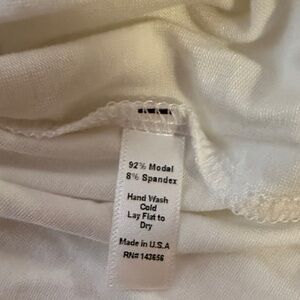 92% Modal
8% Spandex
Hand Wash
Cold
Lay Flat to
Dry
Made in U.S.A
RN# 143656